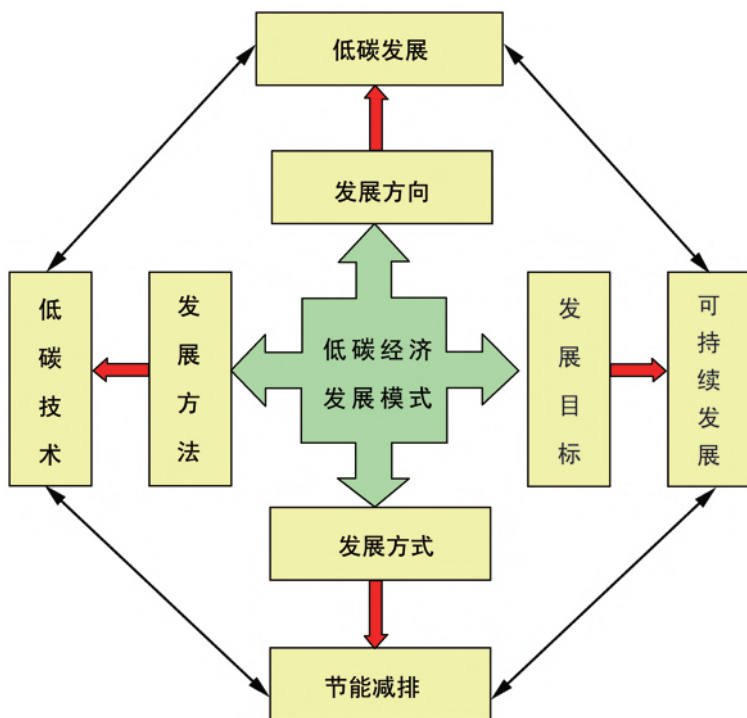 低碳发展
发展方向
低碳技术
发展方法
低碳经济
发展模式
发展目标
可持续发展
发展方式
节能减排